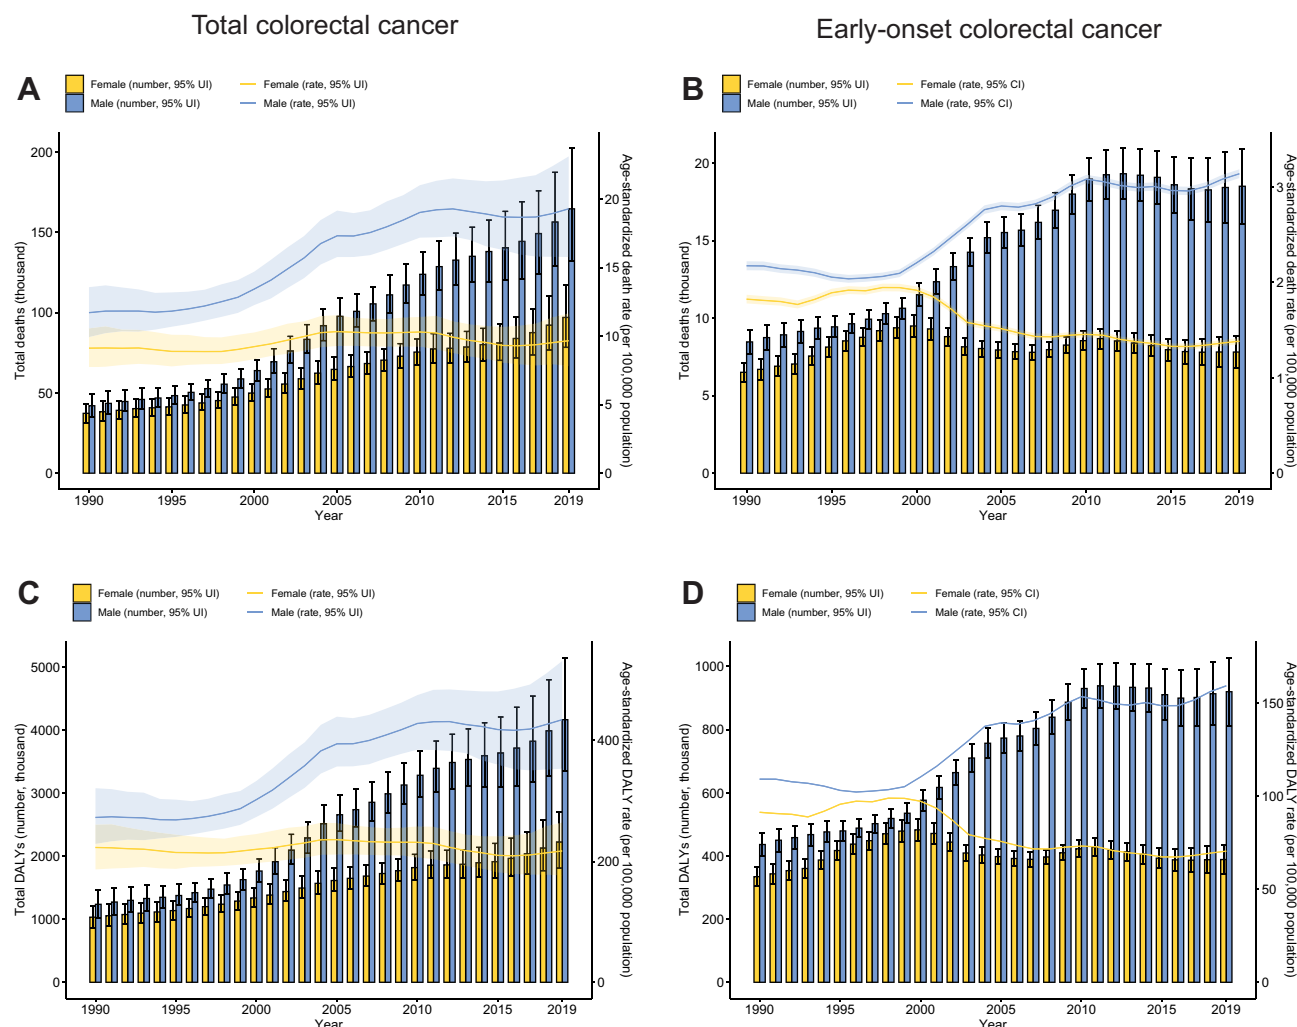 Total colorectal cancer
Early-onset colorectal cancer
A
Female (number, 95% UI)
Female (rate, 95% UI)
Male (number, 95% UI)
Male (rate, 95% UI)
Total deaths (thousand)
200
150
100
50
0
20
15
10
5
0
Age-standardized death rate (per 100,000 population)
1990
1995
2000
2005
2010
2015
2019
Year
B
Female (number, 95% UI)
Female (rate, 95% CI)
Male (number, 95% UI)
Male (rate, 95% CI)
Total deaths (thousand)
20
15
10
5
0
3
2
1
0
Age-standardized death rate (per 100,000 population)
1990
1995
2000
2005
2010
2015
2019
Year
C
Female (number, 95% UI)
Female (rate, 95% UI)
Male (number, 95% UI)
Male (rate, 95% UI)
Total DALYs (number, thousand)
5000
4000
3000
2000
1000
0
400
200
0
Age-standardized DALY rate (per 100,000 population)
1990
1995
2000
2005
2010
2015
2019
Year
D
Female (number, 95% UI)
Female (rate, 95% CI)
Male (number, 95% UI)
Male (rate, 95% CI)
Total DALYs (number, thousand)
1000
800
600
400
200
0
150
100
50
0
Age-standardized DALY rate (per 100,000 population)
1990
1995
2000
2005
2010
2015
2019
Year